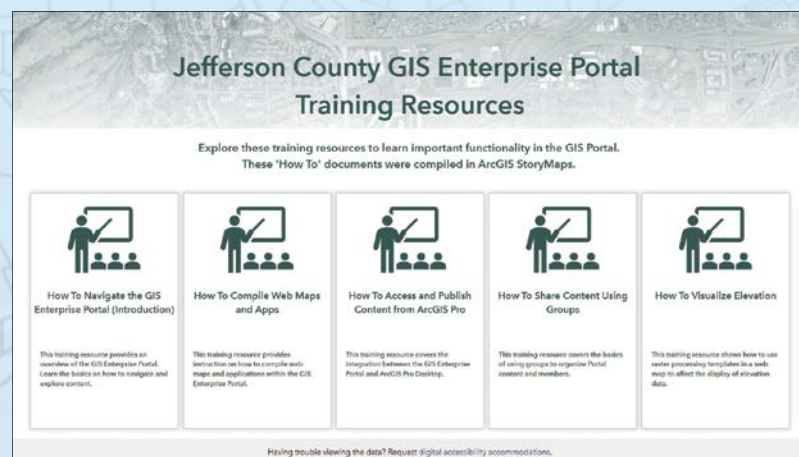 Jefferson County GIS Enterprise Portal
Training Resources
Explore these training resources to learn important functionality in the GIS Portal.
These 'How To' documents were compiled in ArcGIS StoryMaps.
How To Navigate the GIS
Enterprise Portal (Introduction)
This training resource provides an
overview of the GIS Enterprise Portal.
Learn the basics on how to navigate and
explore content.
How To Compile Web Maps
and Apps
This training resource provides
instruction on how to compile web
maps and applications within the GIS
Enterprise Portal.
How To Access and Publish
Content from ArcGIS Pro
This training resource covers the
integration between the GIS Enterprise
Portal and ArcGIS Pro Desktop.
How To Share Content Using
Groups
This training resource covers the basics
of using groups to organize Portal
content and members.
How To Visualize Elevation
This training resource shows how to use
raster processing templates in a web
map to affect the display of elevation
data.
Having trouble viewing the data? Request digital accessibility accommodations.